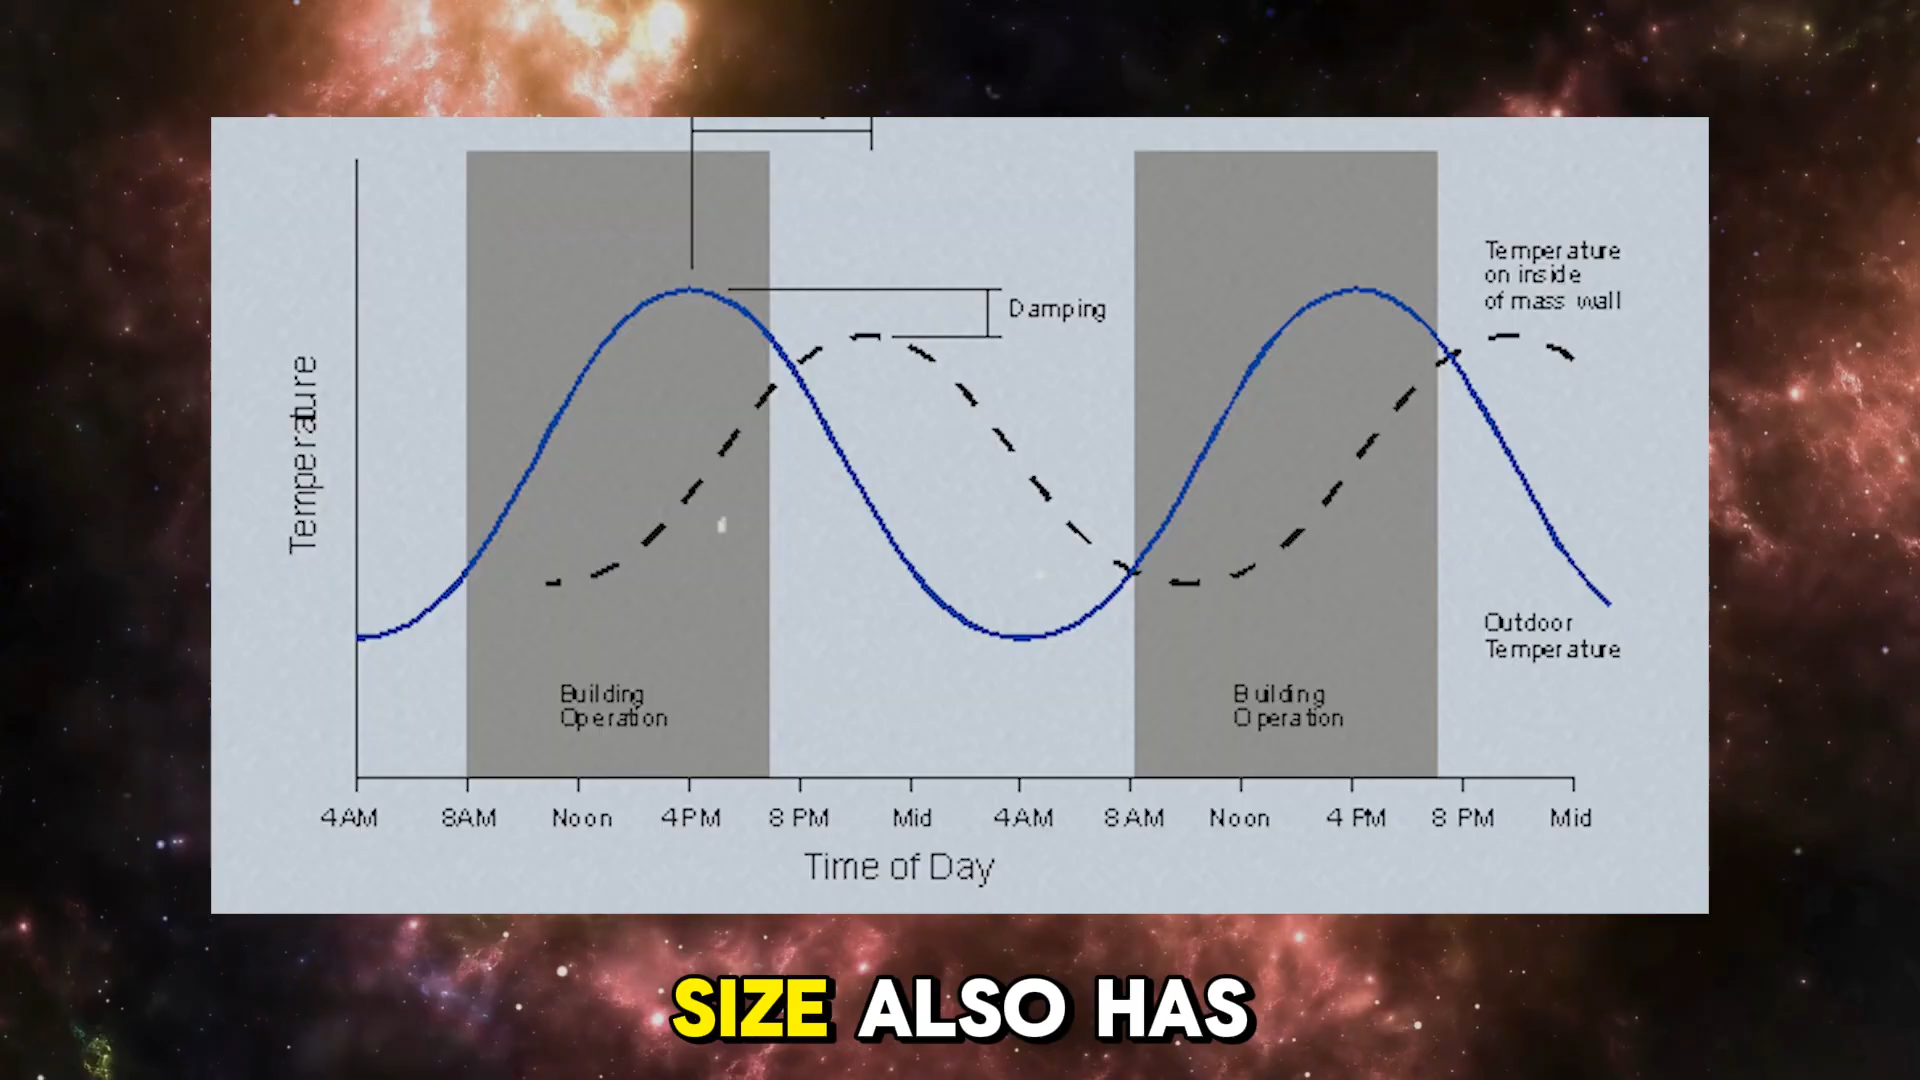 Damping
Temperature
on inside
of mass wall
Temperature
Outdoor
Temperature
Building
Operation
Building
Operation
4AM 8AM Noon 4PM 8 PM Mid 4AM 8AM Noon 4 PM 8 PM Mid
Time of Day
SIZE ALSO HAS